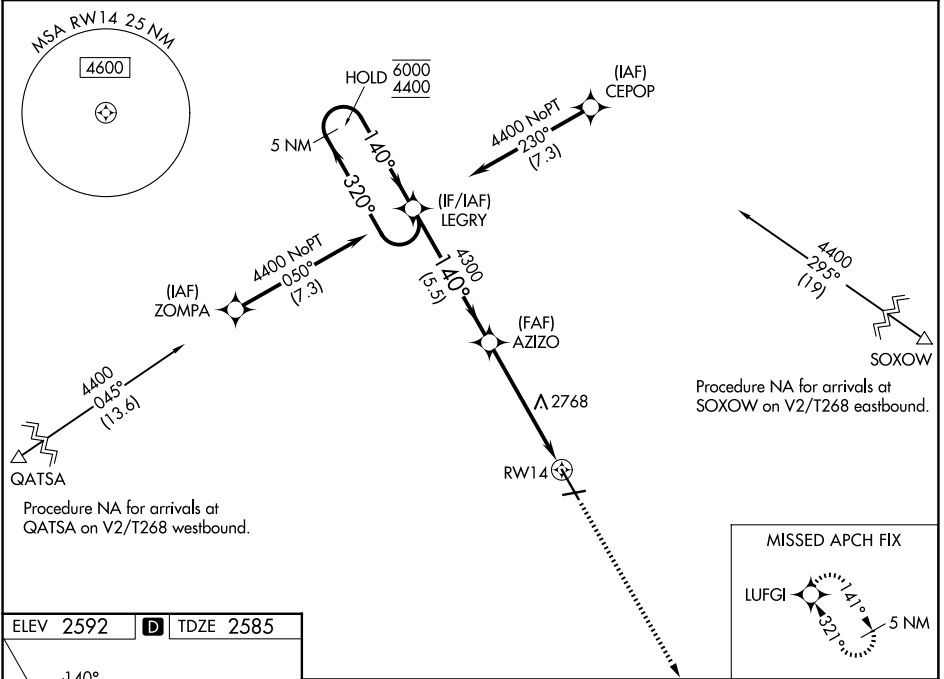 MSA RW14 25 NM
4600
HOLD 6000
4400
5 NM
140°
320°
(IF/IAF)
LEGRY
(IAF)
CEPOP
4400 NoPT
230°
(7.3)
4400 NoPT
050°
(7.3)
(IAF)
ZOMPA
4300
140°
(5.5)
(FAF)
AZIZO
4400
295°
(19)
SOXOW
Procedure NA for arrivals at
SOXOW on V2/T268 eastbound.
4400
045°
(13.6)
QATSA
Procedure NA for arrivals at
QATSA on V2/T268 westbound.
2768
RW14
MISSED APCH FIX
LUFGI
141°
321°
5 NM
ELEV 2592 D TDZE 2585
140°